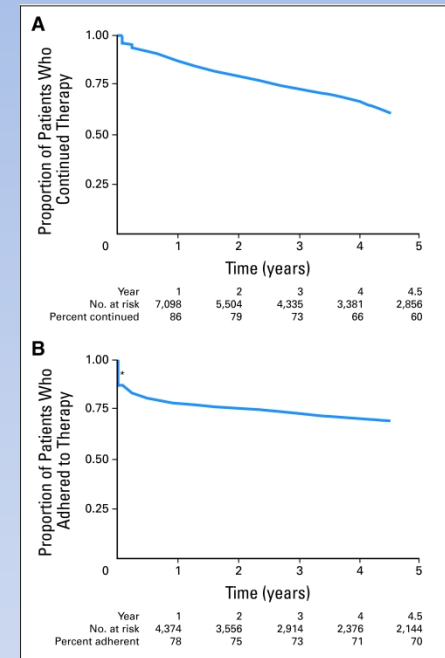 A
Proportion of Patients Who
Continued Therapy
1.00
0.75
0.50
0.25
0 1 2 3 4 5
Time (years)
Year 1 2 3 4 4.5
No. at risk 7,098 5,504 4,335 3,381 2,856
Percent continued 86 79 73 66 60
B
Proportion of Patients Who
Adhered to Therapy
1.00
*
0.75
0.50
0.25
0 1 2 3 4 5
Time (years)
Year 1 2 3 4 4.5
No. at risk 4,374 3,556 2,914 2,376 2,144
Percent adherent 78 75 73 71 70